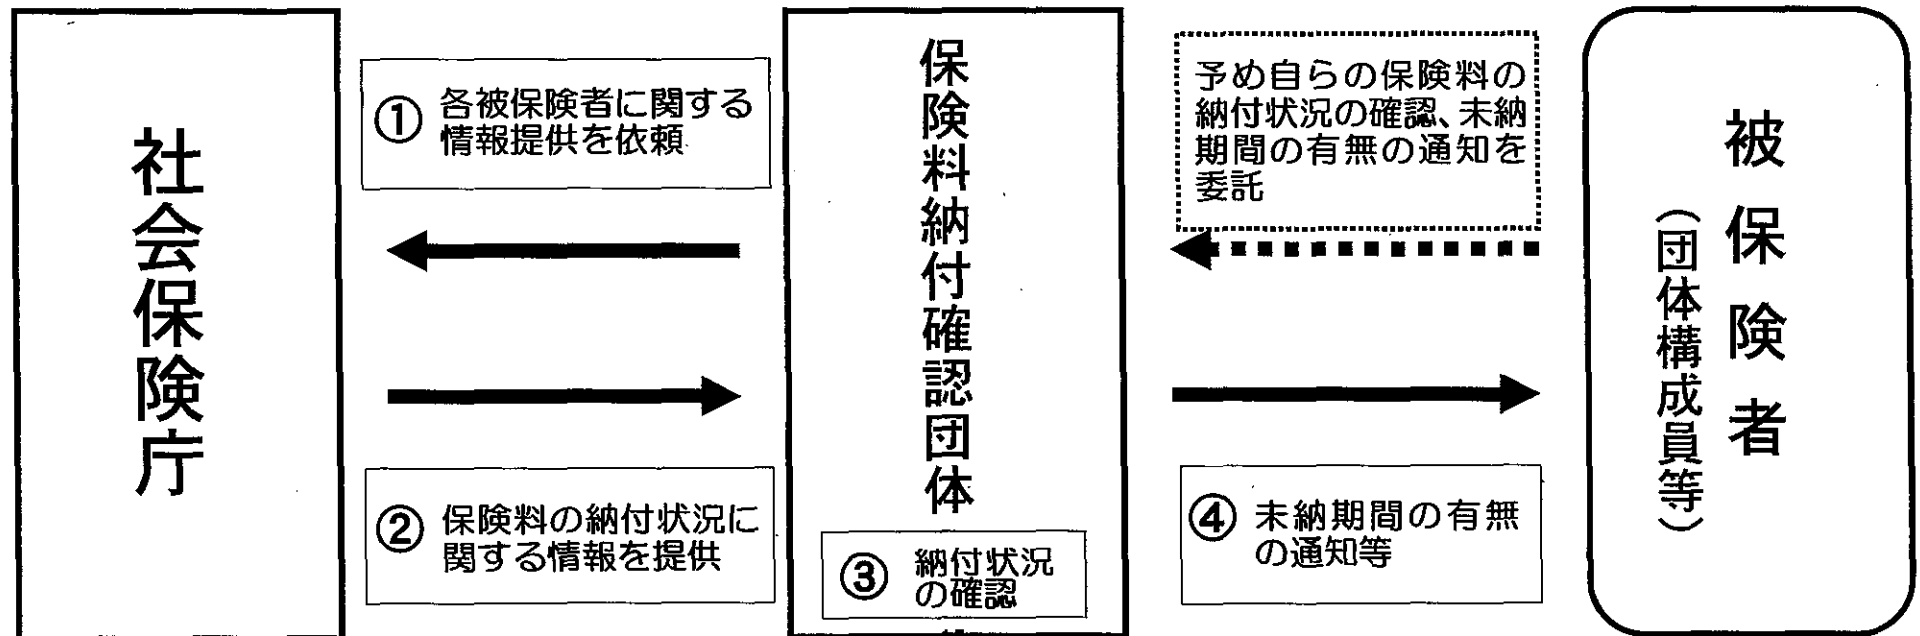 社会保険庁
① 各被保険者に関する
情報提供を依頼
② 保険料の納付状況に
関する情報を提供
保険料納付確認団体
③ 納付状況
の確認
予め自らの保険料の
納付状況の確認、未納
期間の有無の通知を
委託
④ 未納期間の有無
の通知等
被保険者
（団体構成員等）